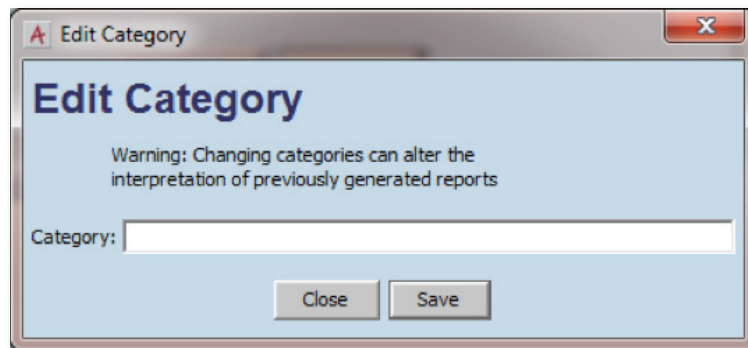 Edit Category
Edit Category
Warning: Changing categories can alter the
interpretation of previously generated reports
Category:
Close Save